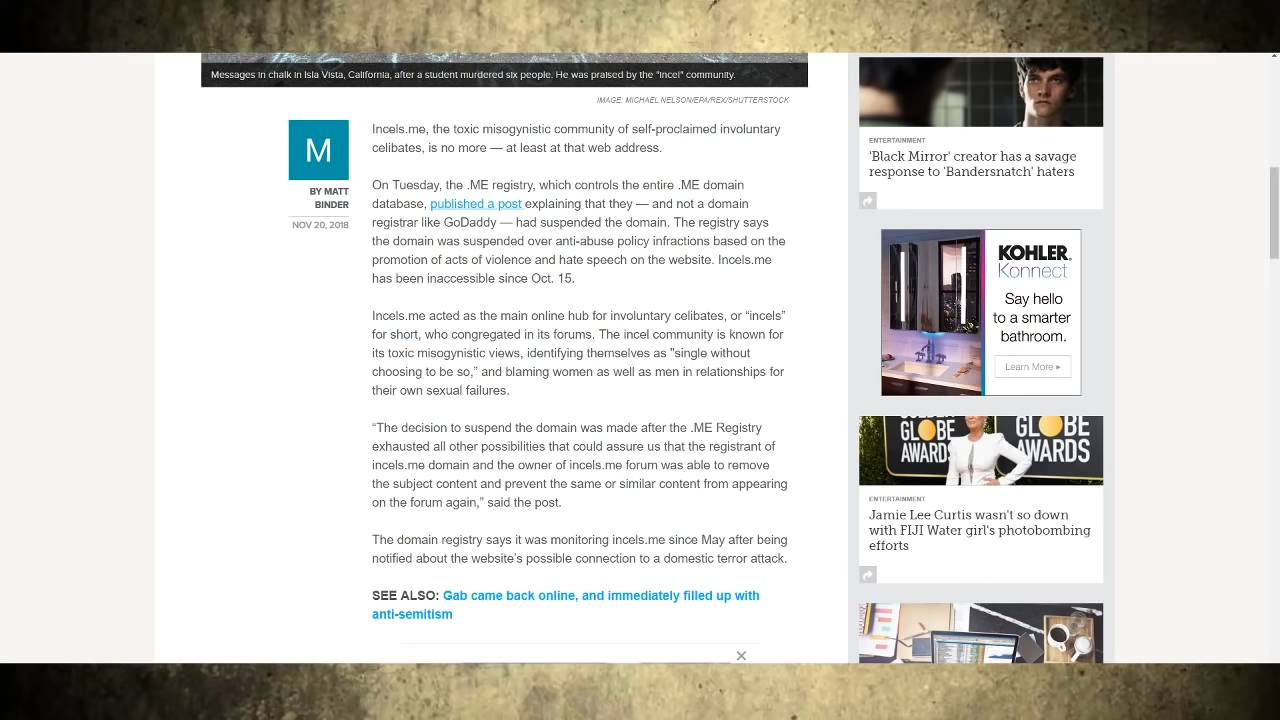 Messages in chalk in Isla Vista, California, after a student murdered six people. He was praised by the "Incel" community.
IMAGE: MICHAEL NELSON/EPA/REX/SHUTTERSTOCK
M
BY MATT
BINDER
NOV 20, 2018
Incels.me, the toxic misogynistic community of self-proclaimed involuntary
celibates, is no more — at least at that web address.
On Tuesday, the .ME registry, which controls the entire .ME domain
database, published a post explaining that they — and not a domain
registrar like GoDaddy — had suspended the domain. The registry says
the domain was suspended over anti-abuse policy infractions based on the
promotion of acts of violence and hate speech on the website. Incels.me
has been inaccessible since Oct. 15.
Incels.me acted as the main online hub for involuntary celibates, or “incels”
for short, who congregated in its forums. The incel community is known for
its toxic misogynistic views, identifying themselves as "single without
choosing to be so,” and blaming women as well as men in relationships for
their own sexual failures.
“The decision to suspend the domain was made after the .ME Registry
exhausted all other possibilities that could assure us that the registrant of
incels.me domain and the owner of incels.me forum was able to remove
the subject content and prevent the same or similar content from appearing
on the forum again,” said the post.
The domain registry says it was monitoring incels.me since May after being
notified about the website’s possible connection to a domestic terror attack.
SEE ALSO: Gab came back online, and immediately filled up with
anti-semitism
ENTERTAINMENT
'Black Mirror' creator has a savage
response to 'Bandersnatch' haters
KOHLER.
Konnect
Say hello
to a smarter
bathroom.
Learn More ▸
GOLDEN
GLOBE
AWARDS
GLOBE
AWARDS
ENTERTAINMENT
Jamie Lee Curtis wasn't so down
with FIJI Water girl's photobombing
efforts